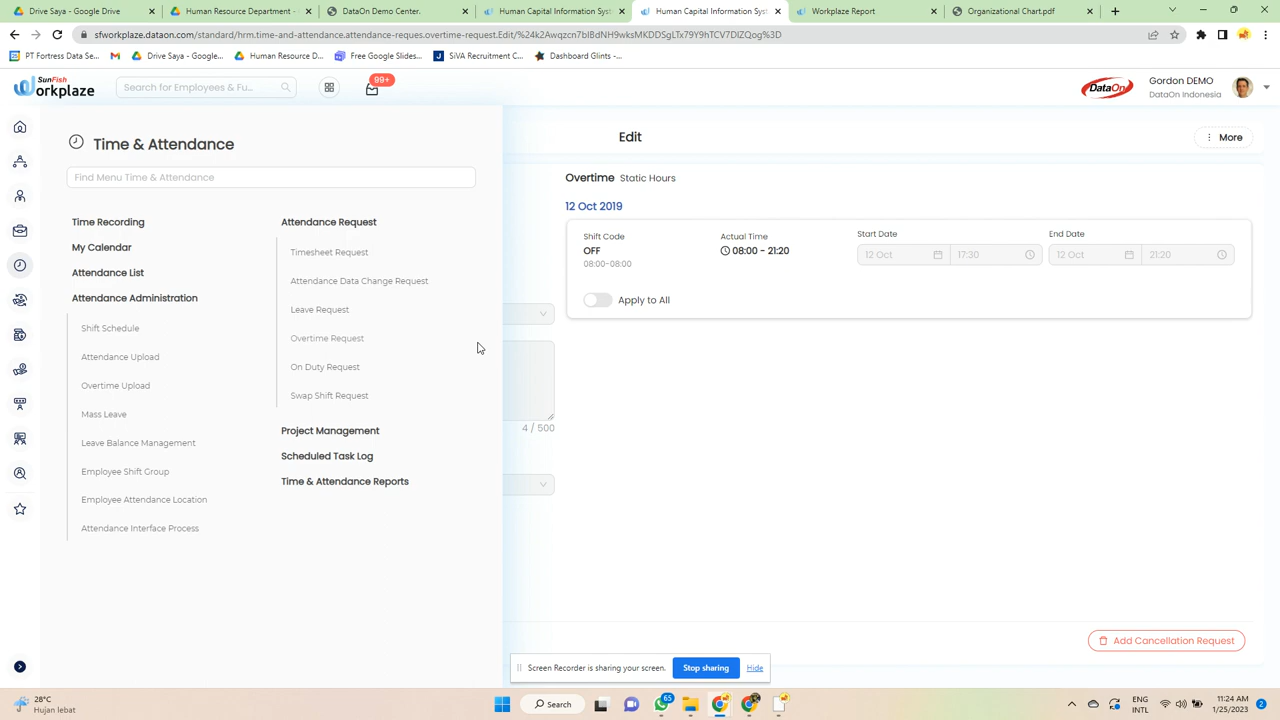 Drive Saya - Google...
Human Resource Department -
DataOn Demo Center.
Human Capital Information Syst
Human Capital Information Syst
Workplaze Report
Organizational Chart.pdf
sfworkplaze.dataon.com/standard/hrm.time-and-attendance.attendance-reques.overtime-request.Edit/
PT Fortress Data Se...
Drive Saya - Google...
Human Resource D...
Free Google Slides...
SiVA Recruitment C...
Dashboard Glints -...
SunFish
workplaze
Search for Employees & Fu...
99+
DataOn
Gordon DEMO
DataOn Indonesia
Time & Attendance
Find Menu Time & Attendance
Time Recording
My Calendar
Attendance List
Attendance Administration
Shift Schedule
Attendance Upload
Overtime Upload
Mass Leave
Leave Balance Management
Employee Shift Group
Employee Attendance Location
Attendance Interface Process
Attendance Request
Timesheet Request
Attendance Data Change Request
Leave Request
Overtime Request
On Duty Request
Swap Shift Request
Project Management
Scheduled Task Log
Time & Attendance Reports
Edit
More
Overtime Static Hours
12 Oct 2019
Shift Code
OFF
08:00-08:00
Actual Time
08:00 - 21:20
Start Date
12 Oct
17:30
End Date
12 Oct
21:20
Apply to All
4 / 500
Add Cancellation Request
Screen Recorder is sharing your screen.
Stop sharing
Hide
28°C
Hujan lebat
Search
65
ENG
INTL
11:24 AM
1/25/2023
2